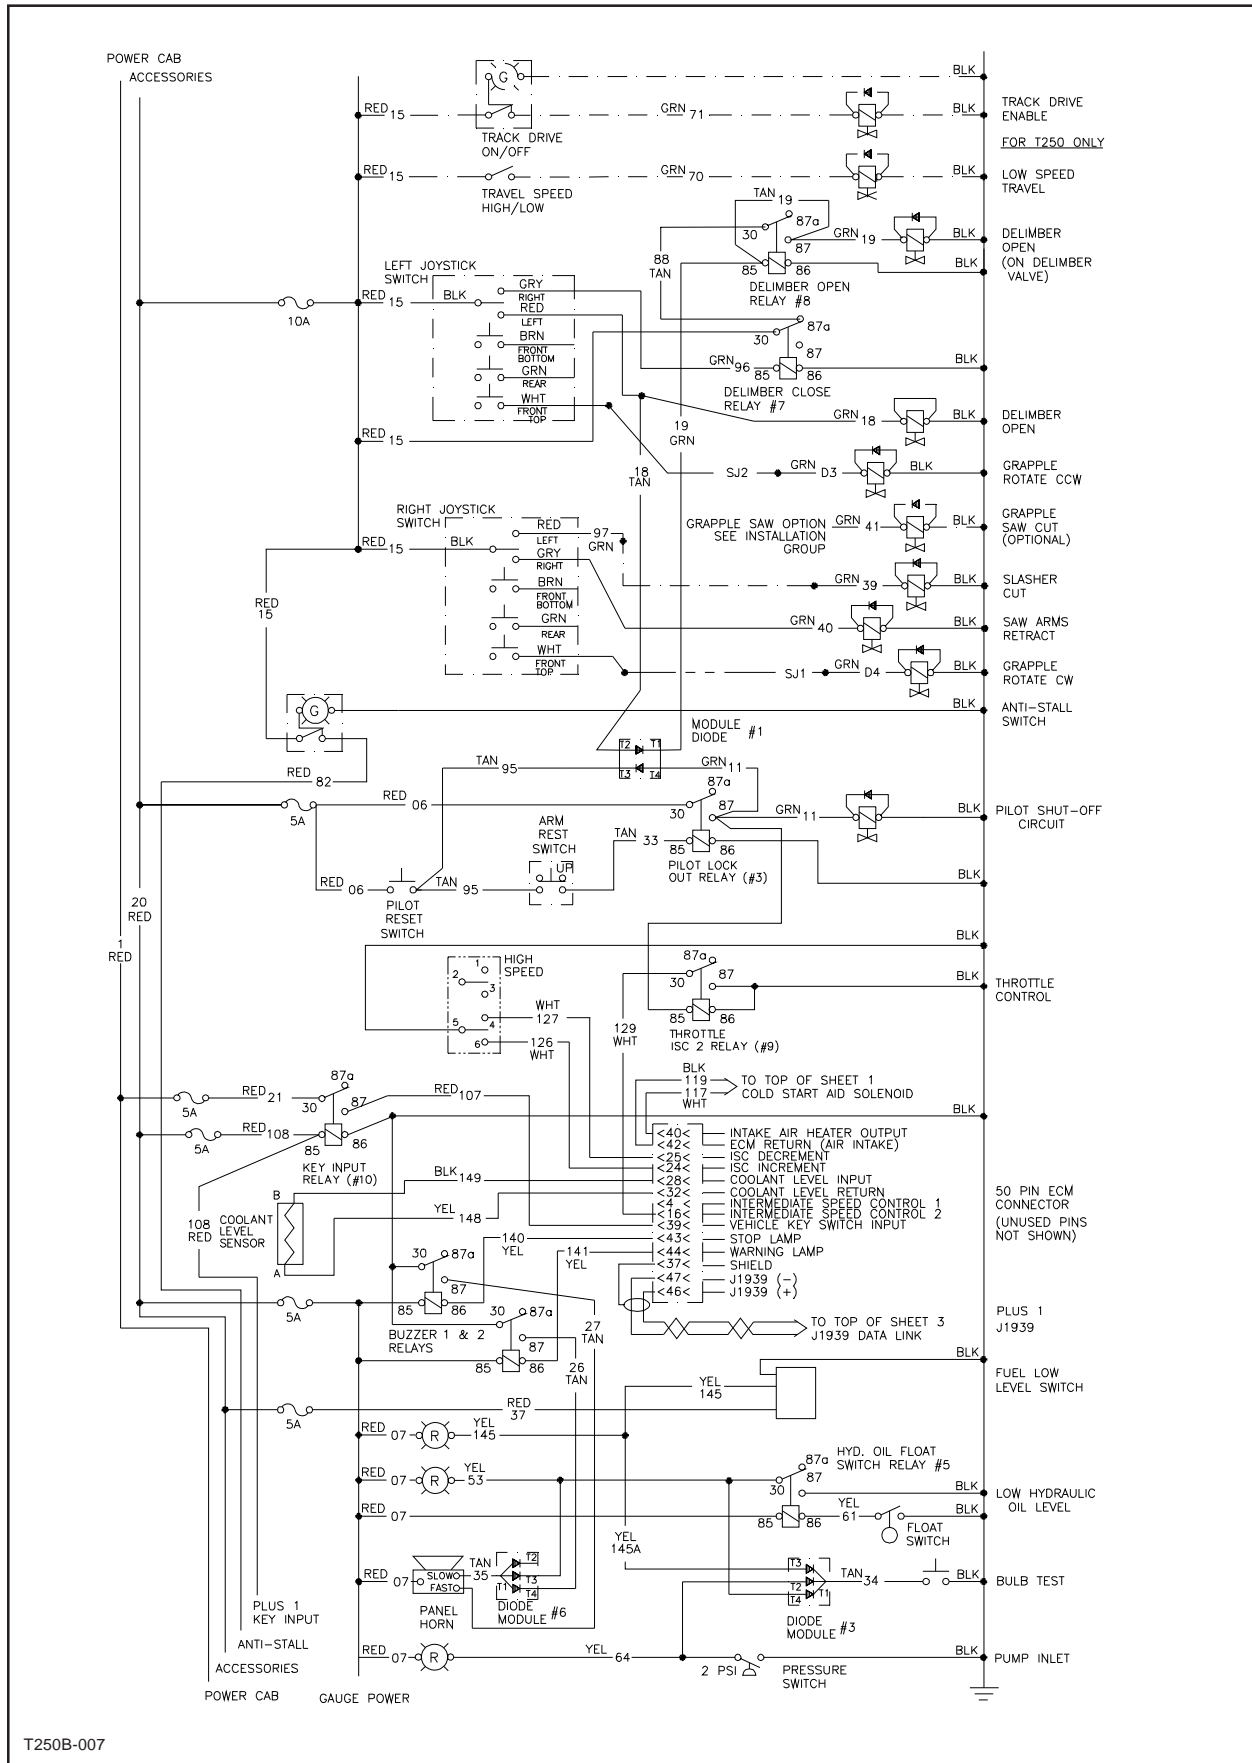 POWER CAB
ACCESSORIES
G
BLK
RED 15
GRN 71
BLK
TRACK DRIVE
ENABLE
TRACK DRIVE
ON/OFF
FOR T250 ONLY
RED 15
GRN 70
BLK
LOW SPEED
TRAVEL
TRAVEL SPEED
HIGH/LOW
TAN 19
87a
30
87
GRN 19
BLK
DELIMBER
OPEN
(ON DELIMBER
VALVE)
88
TAN
85
86
BLK
DELIMBER OPEN
RELAY #8
LEFT JOYSTICK
SWITCH
10A
RED 15
BLK
GRY
RIGHT
RED
LEFT
BRN
FRONT
BOTTOM
GRN
REAR
WHT
FRONT
TOP
87a
30
87
GRN 96
85
86
BLK
DELIMBER CLOSE
RELAY #7
GRN 18
BLK
DELIMBER
OPEN
RED 15
19
GRN
18
TAN
SJ2
GRN D3
BLK
GRAPPLE
ROTATE CCW
RIGHT JOYSTICK
SWITCH
GRAPPLE SAW OPTION
SEE INSTALLATION
GROUP
GRN 41
BLK
GRAPPLE
SAW CUT
(OPTIONAL)
RED 15
BLK
RED
LEFT
97
GRN
GRY
RIGHT
BRN
FRONT
BOTTOM
GRN
REAR
WHT
FRONT
TOP
GRN 39
BLK
SLASHER
CUT
RED
15
GRN 40
BLK
SAW ARMS
RETRACT
SJ1
GRN D4
BLK
GRAPPLE
ROTATE CW
G
BLK
ANTI-STALL
SWITCH
MODULE
DIODE #1
T2 T1
T3 T4
RED
82
TAN 95
GRN 11
87a
5A
RED 06
30
87
GRN 11
BLK
PILOT SHUT-OFF
CIRCUIT
ARM
REST
SWITCH
UP
TAN 33
85
86
PILOT LOCK
OUT RELAY (#3)
BLK
RED 06
TAN 95
PILOT
RESET
SWITCH
20
RED
1
RED
BLK
HIGH
SPEED
1
2
3
4
5
6
WHT
127
126
WHT
87a
30
87
85
86
BLK
THROTTLE
CONTROL
THROTTLE
ISC 2 RELAY (#9)
129
WHT
BLK
119
117
WHT
TO TOP OF SHEET 1
COLD START AID SOLENOID
5A
RED 21
87a
30
87
RED 107
BLK
5A
RED 108
85
86
KEY INPUT
RELAY (#10)
<40< INTAKE AIR HEATER OUTPUT
<42< ECM RETURN (AIR INTAKE)
<25< ISC DECREMENT
<24< ISC INCREMENT
<28< COOLANT LEVEL INPUT
<32< COOLANT LEVEL RETURN
<4< INTERMEDIATE SPEED CONTROL 1
<16< INTERMEDIATE SPEED CONTROL 2
<39< VEHICLE KEY SWITCH INPUT
<43< STOP LAMP
<44< WARNING LAMP
<37< SHIELD
<47< J1939 (-)
<46< J1939 (+)
50 PIN ECM
CONNECTOR
(UNUSED PINS
NOT SHOWN)
BLK 149
YEL
148
B
A
COOLANT
LEVEL
SENSOR
108
RED
140
YEL
141
YEL
30
87a
87
85
86
5A
BUZZER 1 & 2
RELAYS
30
87a
87
85
86
27
TAN
26
TAN
TO TOP OF SHEET 3
J1939 DATA LINK
PLUS 1
J1939
BLK
FUEL LOW
LEVEL SWITCH
YEL
145
5A
RED
37
RED 07
R
YEL
145
RED 07
R
YEL
53
87a
87
30
HYD. OIL FLOAT
SWITCH RELAY #5
BLK
LOW HYDRAULIC
OIL LEVEL
RED 07
85
86
YEL
61
FLOAT
SWITCH
BLK
YEL
145A
RED 07
SLOW
FAST
TAN
35
T2
T3
T4
T1
DIODE
MODULE #6
PANEL
HORN
T3
T2
T4
T1
TAN 34
DIODE
MODULE #3
BLK
BULB TEST
PLUS 1
KEY INPUT
ANTI-STALL
ACCESSORIES
POWER CAB
GAUGE POWER
RED 07
R
YEL
64
2 PSI
PRESSURE
SWITCH
BLK
PUMP INLET
T250B-007